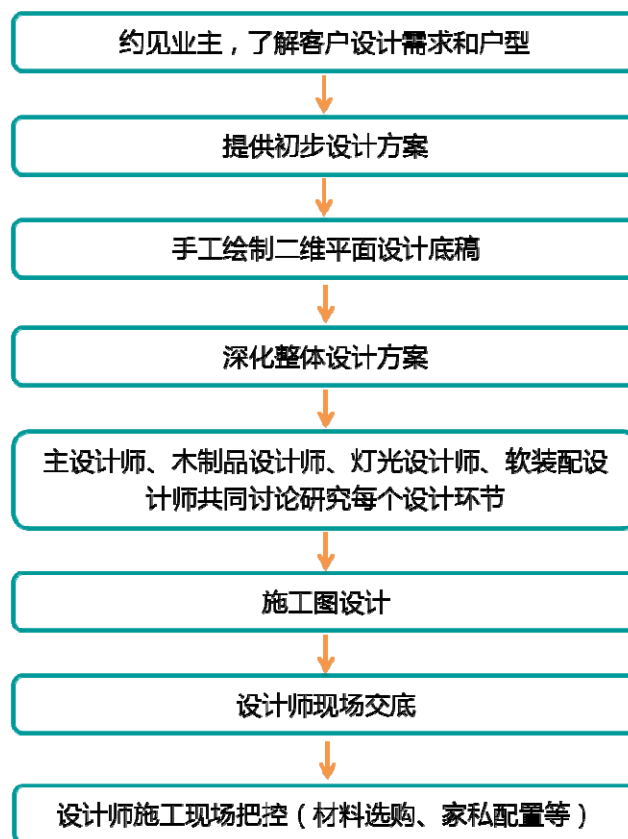 约见业主，了解客户设计需求和户型
提供初步设计方案
手工绘制二维平面设计底稿
深化整体设计方案
主设计师、木制品设计师、灯光设计师、软装配设
计师共同讨论研究每个设计环节
施工图设计
设计师现场交底
设计师施工现场把控（材料选购、家私配置等）